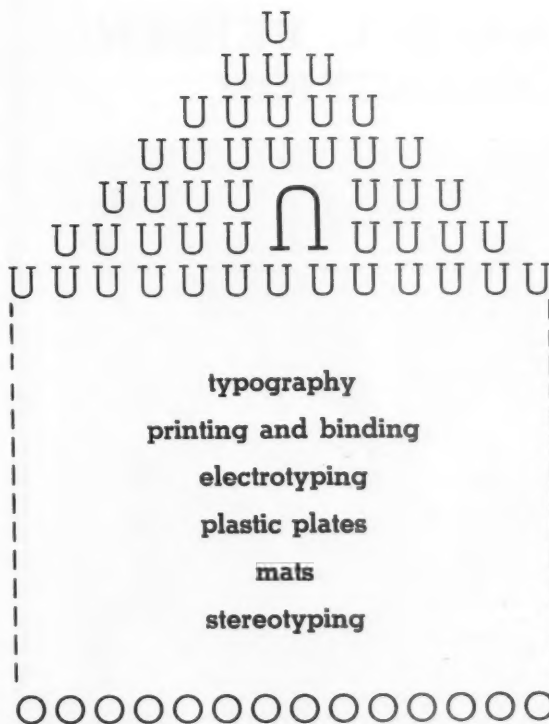 U
U U U
U U U U U
U U U U U U U
U U U U ∩ U U U
U U U U U U U U U
U U U U U U U U U U U U U
typography
printing and binding
electrotyping
plastic plates
mats
stereotyping
O O O O O O O O O O O O O O